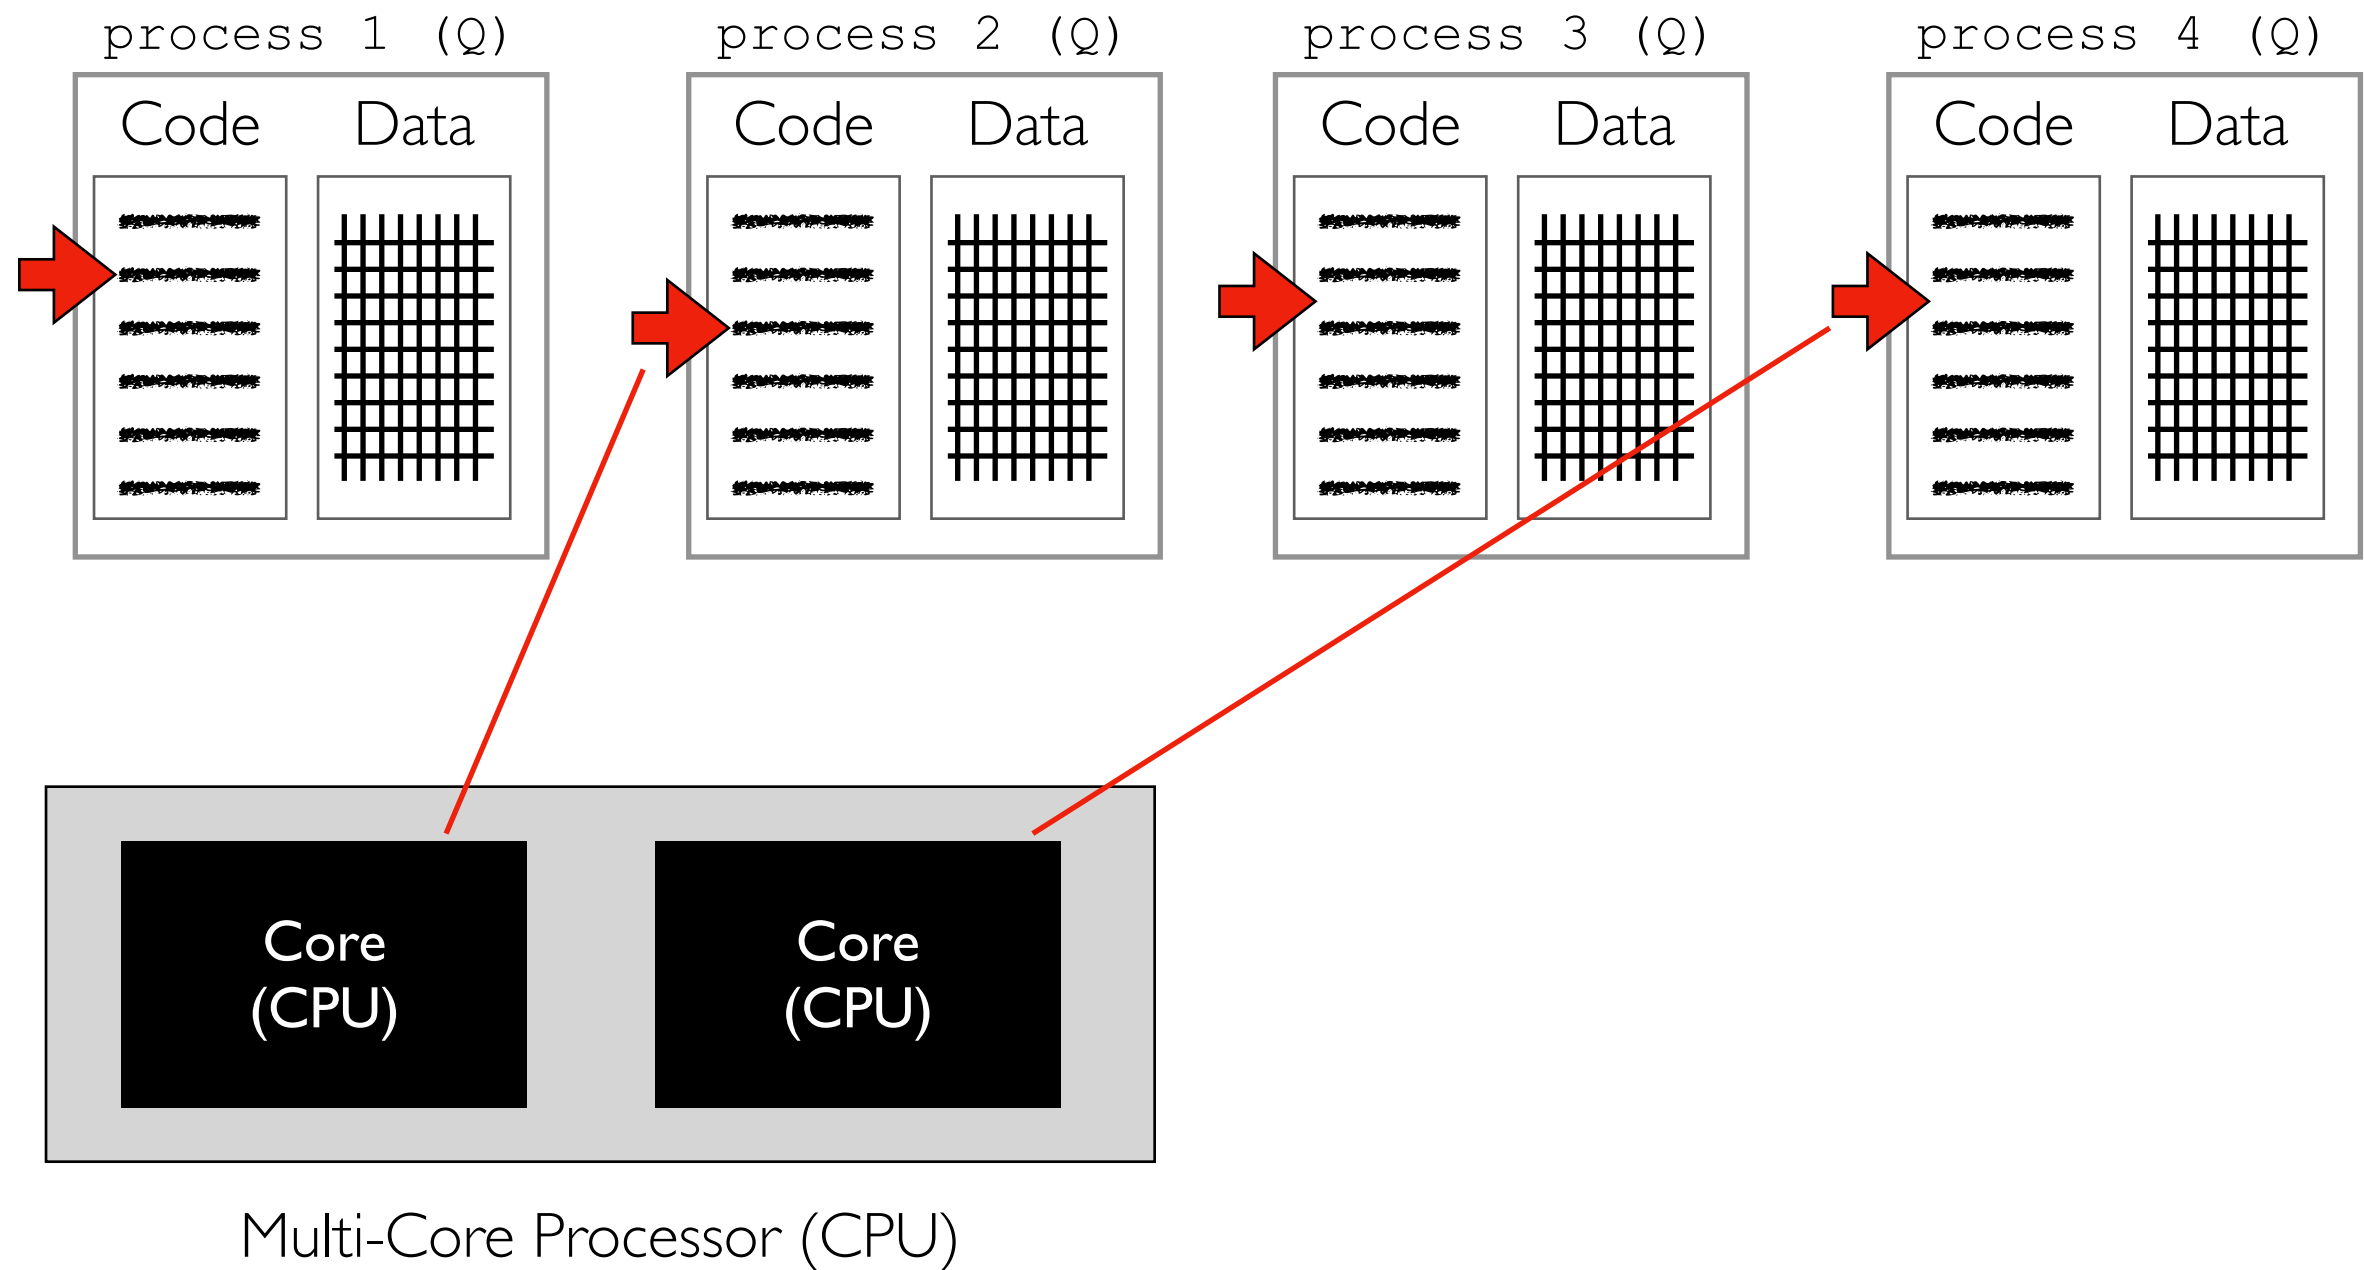 process 1 (Q)
process 2 (Q)
process 3 (Q)
process 4 (Q)
Code
Data
Code
Data
Code
Data
Code
Data
Core
(CPU)
Core
(CPU)
Multi-Core Processor (CPU)